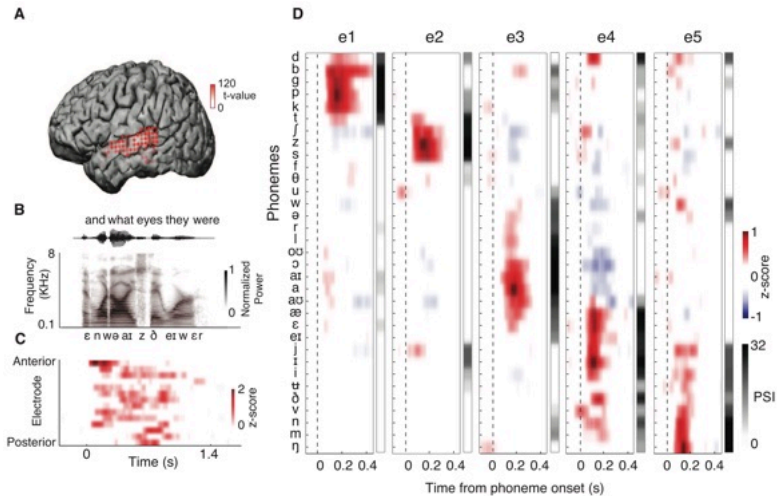 A
120
t-value
0
B
and what eyes they were
8
Frequency
(KHz)
0.1
1
0
Normalized
Power
ɛ n w ə aɪ z ð eɪ w ɛ r
C
Anterior
Electrode
Posterior
2
0
z-score
0 1.4
Time (s)
D
e1 e2 e3 e4 e5
Phonemes
d
b
g
p
k
t
ʃ
z
s
f
θ
u
w
ə
r
l
oʊ
ɔ
aɪ
a
aʊ
æ
ɛ
eɪ
j
ɪ
i
ʉ
ð
v
n
m
ŋ
0 0.2 0.4 0 0.2 0.4 0 0.2 0.4 0 0.2 0.4 0 0.2 0.4
Time from phoneme onset (s)
1
-1
z-score
32
0
PSI